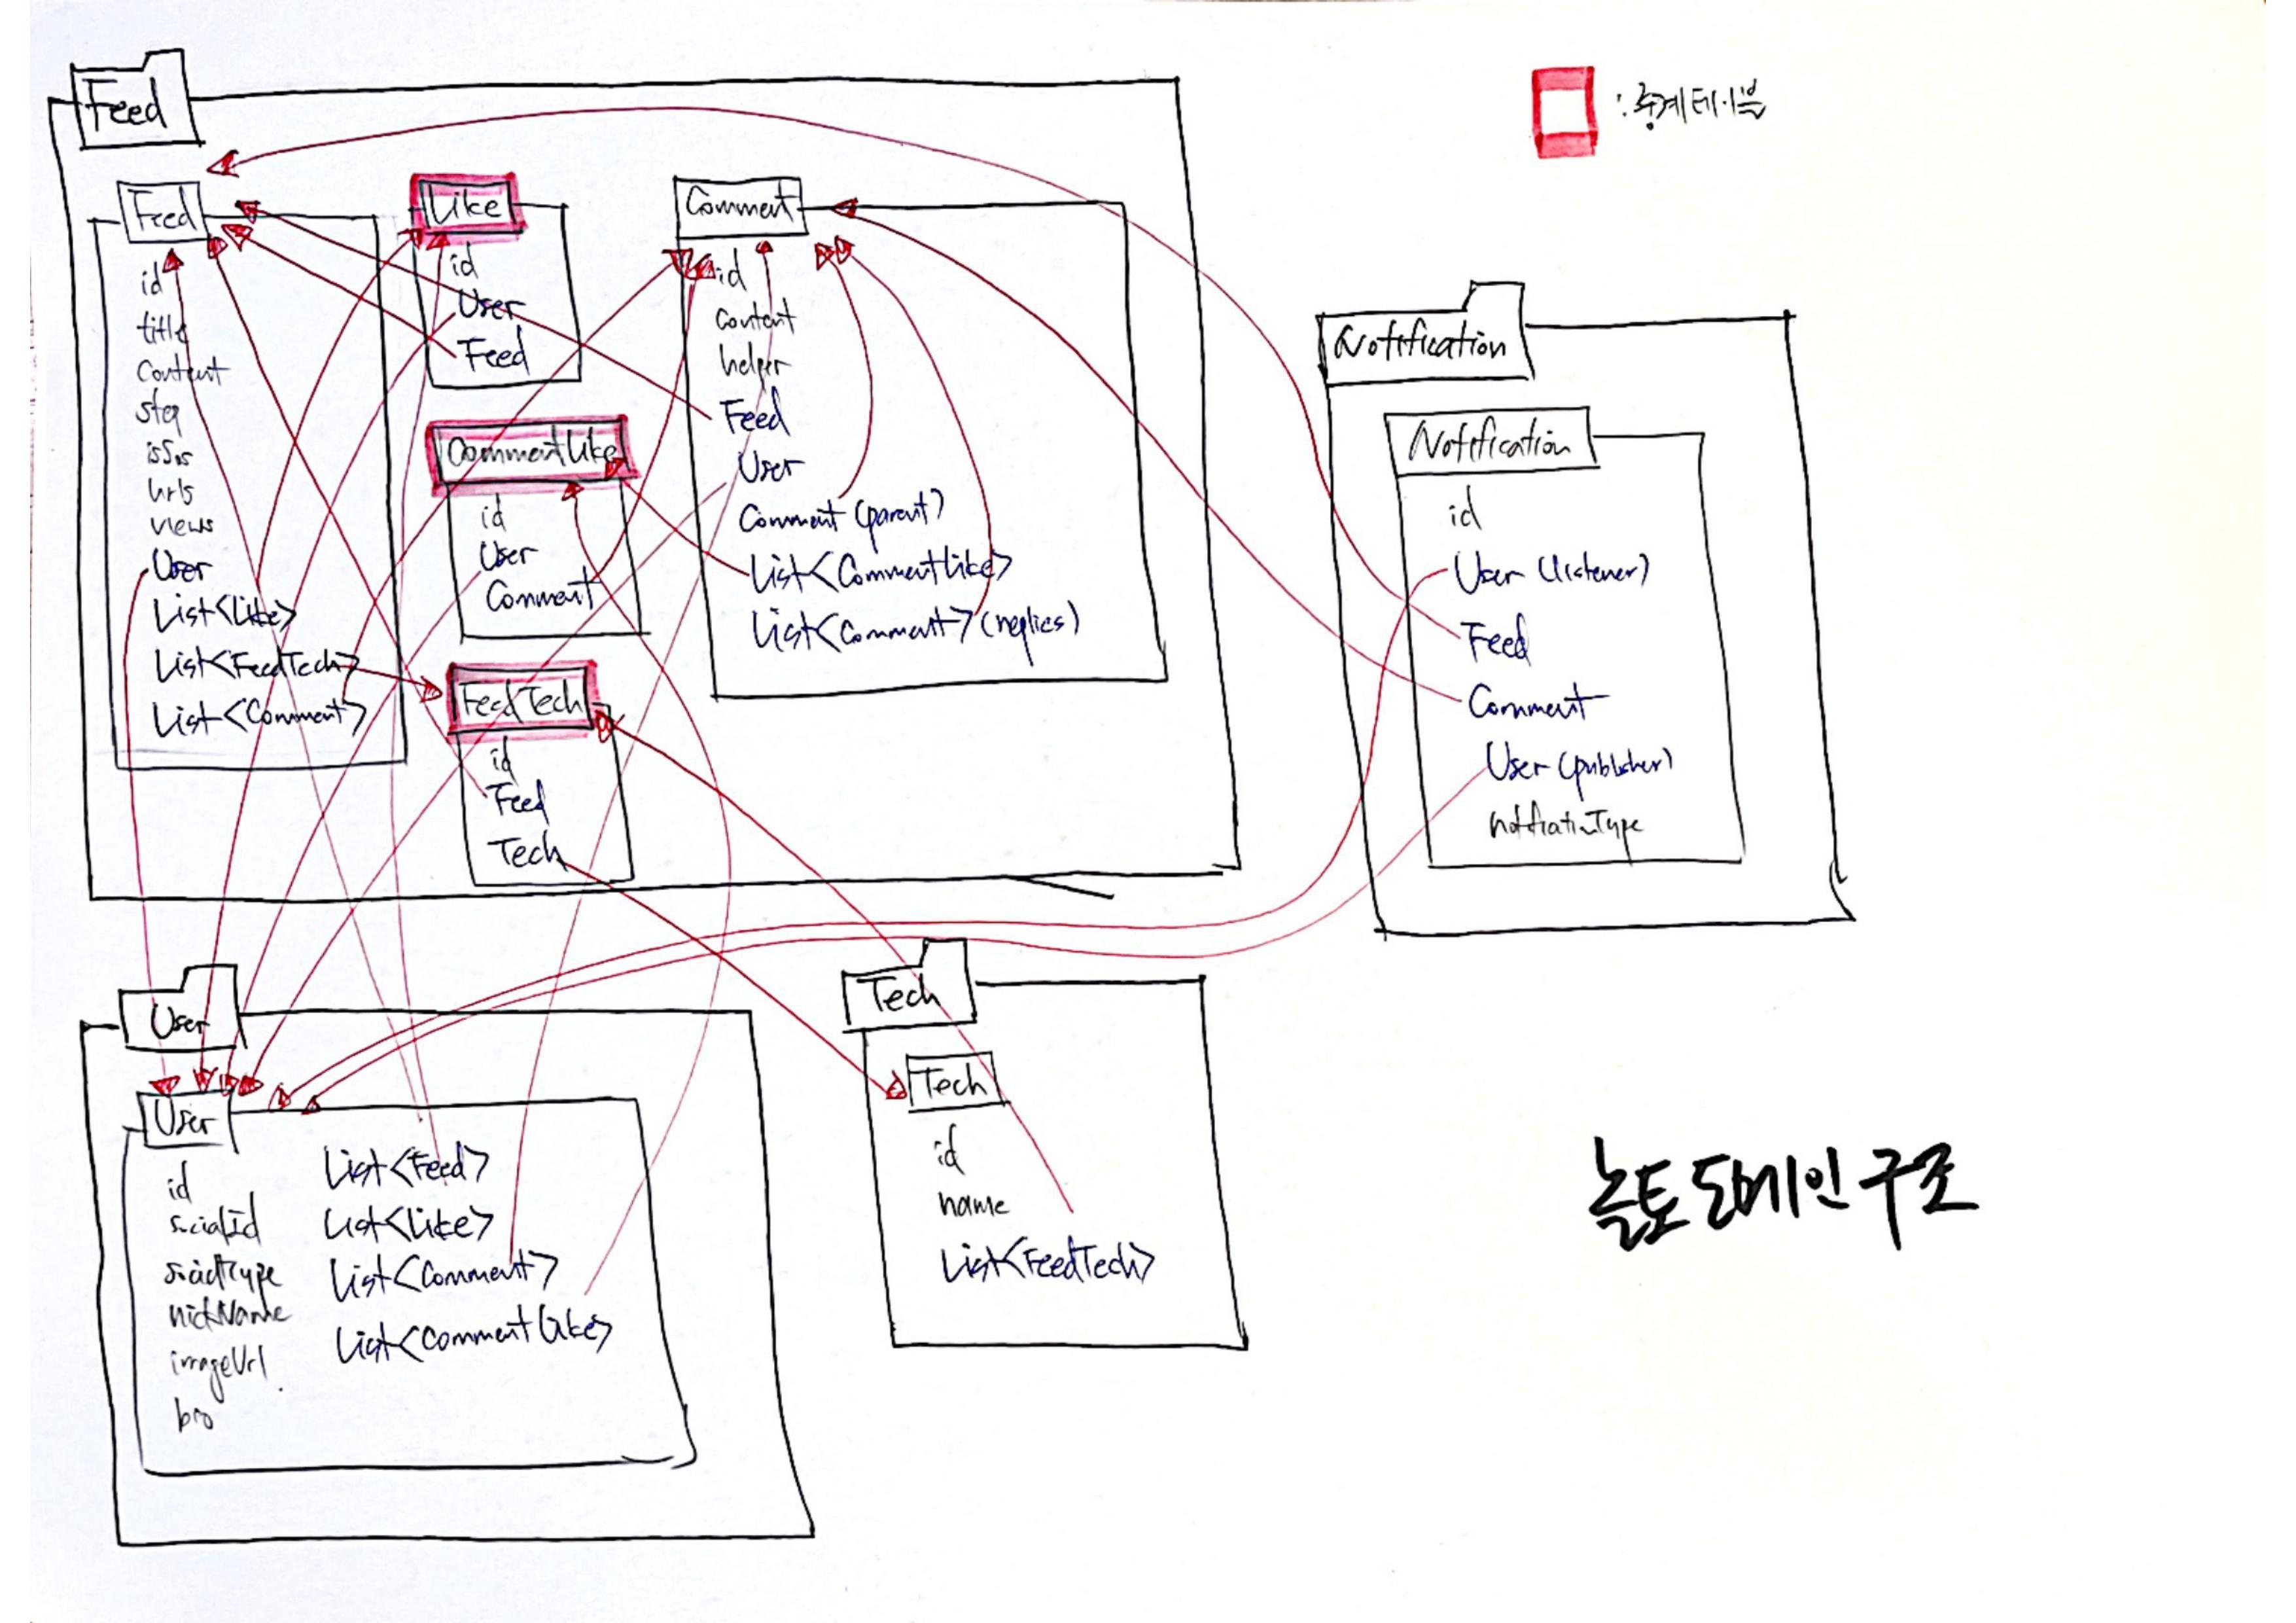 Feed
: 중계테이블
Feed
id
title
content
step
isSos
urls
views
User
List<Like>
List<FeedTech>
List<Comment>
Like
id
User
Feed
CommentLike
id
User
Comment
FeedTech
id
Feed
Tech
Comment
id
content
helper
Feed
User
Comment (parent)
List<CommentLike>
List<Comment> (replies)
Notification
Notification
id
User (listener)
Feed
Comment
User (publisher)
notificationType
User
User
id
socialId
socialType
nickName
imageUrl
bio
List<Feed>
List<Like>
List<Comment>
List<CommentLike>
Tech
Tech
id
name
List<FeedTech>
놀토 도메인 구조